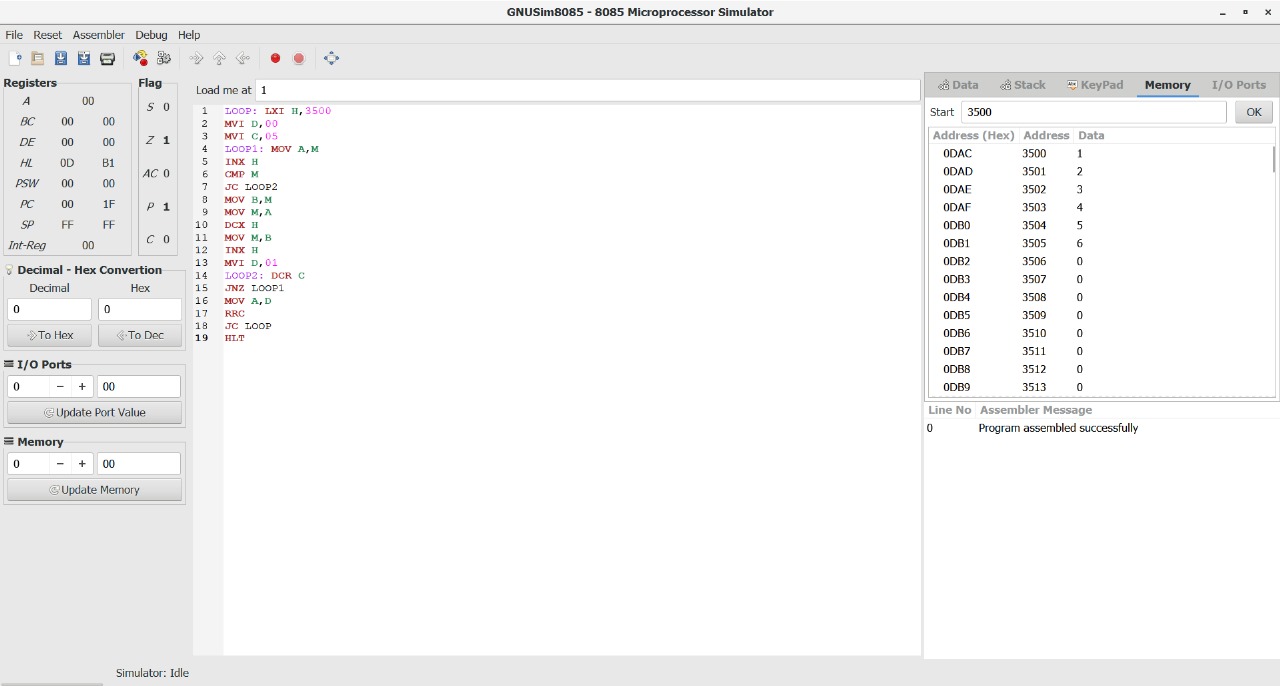 GNUSim8085 - 8085 Microprocessor Simulator
File Reset Assembler Debug Help
Registers
A 00
BC 00 00
DE 00 00
HL 0D B1
PSW 00 00
PC 00 1F
SP FF FF
Int-Reg 00
Flag
S 0
Z 1
AC 0
P 1
C 0
Decimal - Hex Convertion
Decimal Hex
0 0
To Hex To Dec
I/O Ports
0 - + 00
Update Port Value
Memory
0 - + 00
Update Memory
Load me at 1
1 LOOP: LXI H,3500
2 MVI D,00
3 MVI C,05
4 LOOP1: MOV A,M
5 INX H
6 CMP M
7 JC LOOP2
8 MOV B,M
9 MOV M,A
10 DCX H
11 MOV M,B
12 INX H
13 MVI D,01
14 LOOP2: DCR C
15 JNZ LOOP1
16 MOV A,D
17 RRC
18 JC LOOP
19 HLT
Data Stack KeyPad Memory I/O Ports
Start 3500 OK
Address (Hex) Address Data
0DAC 3500 1
0DAD 3501 2
0DAE 3502 3
0DAF 3503 4
0DB0 3504 5
0DB1 3505 6
0DB2 3506 0
0DB3 3507 0
0DB4 3508 0
0DB5 3509 0
0DB6 3510 0
0DB7 3511 0
0DB8 3512 0
0DB9 3513 0
Line No Assembler Message
0 Program assembled successfully
Simulator: Idle